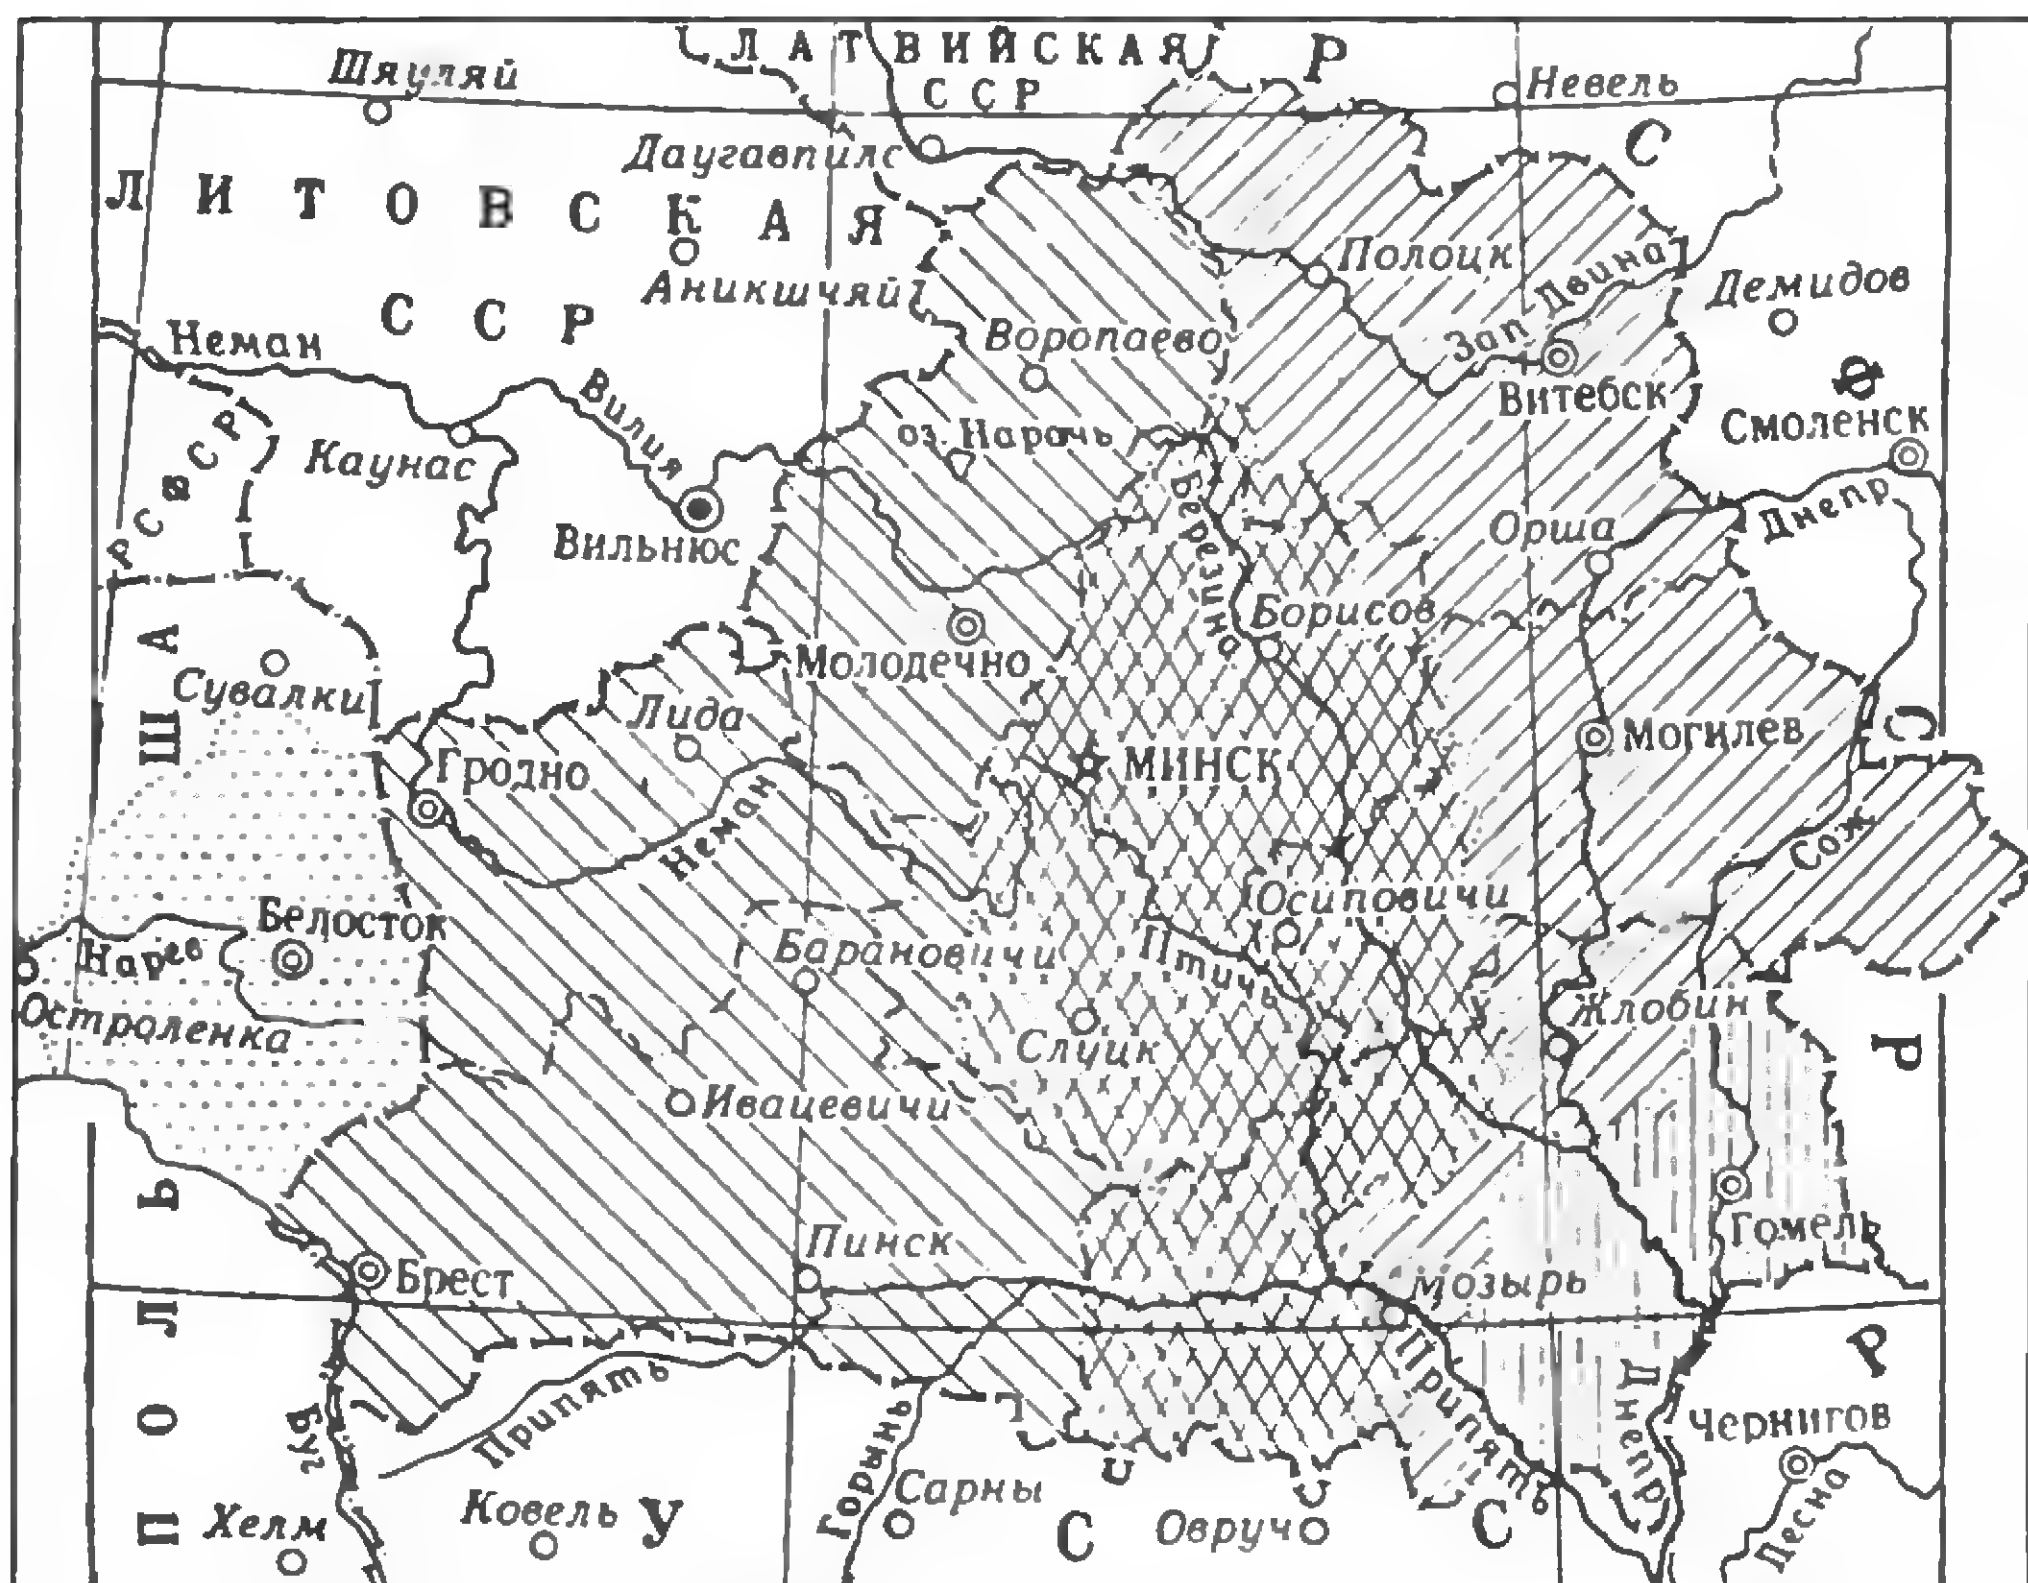 ЛАТВИЙСКАЯ
ССР
Р
С
Ф
С
Р
Шяуляй
Невель
Даугавпилс
ЛИТОВСКАЯ
ССР
Аникшчяй
Полоцк
Зап Двина
Демидов
Неман
Вилия
Воропаево
Витебск
Смоленск
оз. Нарочь
Каунас
РСФСР
Днепр
Вильнюс
Березина
Орша
Борисов
Молодечно
Сувалки
Лида
Гродно
МИНСК
Могилев
Неман
Сож
Белосток
Осиповичи
Нарев
Барановичи
Птичь
Остроленка
Слуцк
Жлобин
Ивацевичи
ПОЛЬША
Гомель
Пинск
Брест
мозырь
Припять
Припять
Днепр
Буг
Горынь
Чернигов
Сарны
Десна
Хелм
Ковель
Овруч
У
С
С
Р